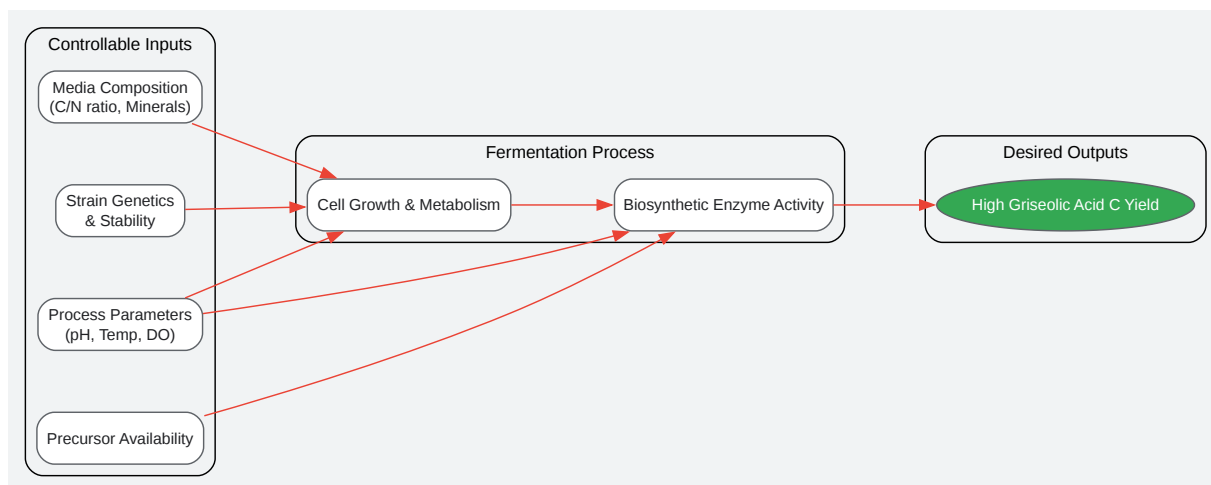 Controllable Inputs
Media Composition
(C/N ratio, Minerals)
Strain Genetics
& Stability
Process Parameters
(pH, Temp, DO)
Precursor Availability
Fermentation Process
Cell Growth & Metabolism
Biosynthetic Enzyme Activity
Desired Outputs
High Griseolic Acid C Yield